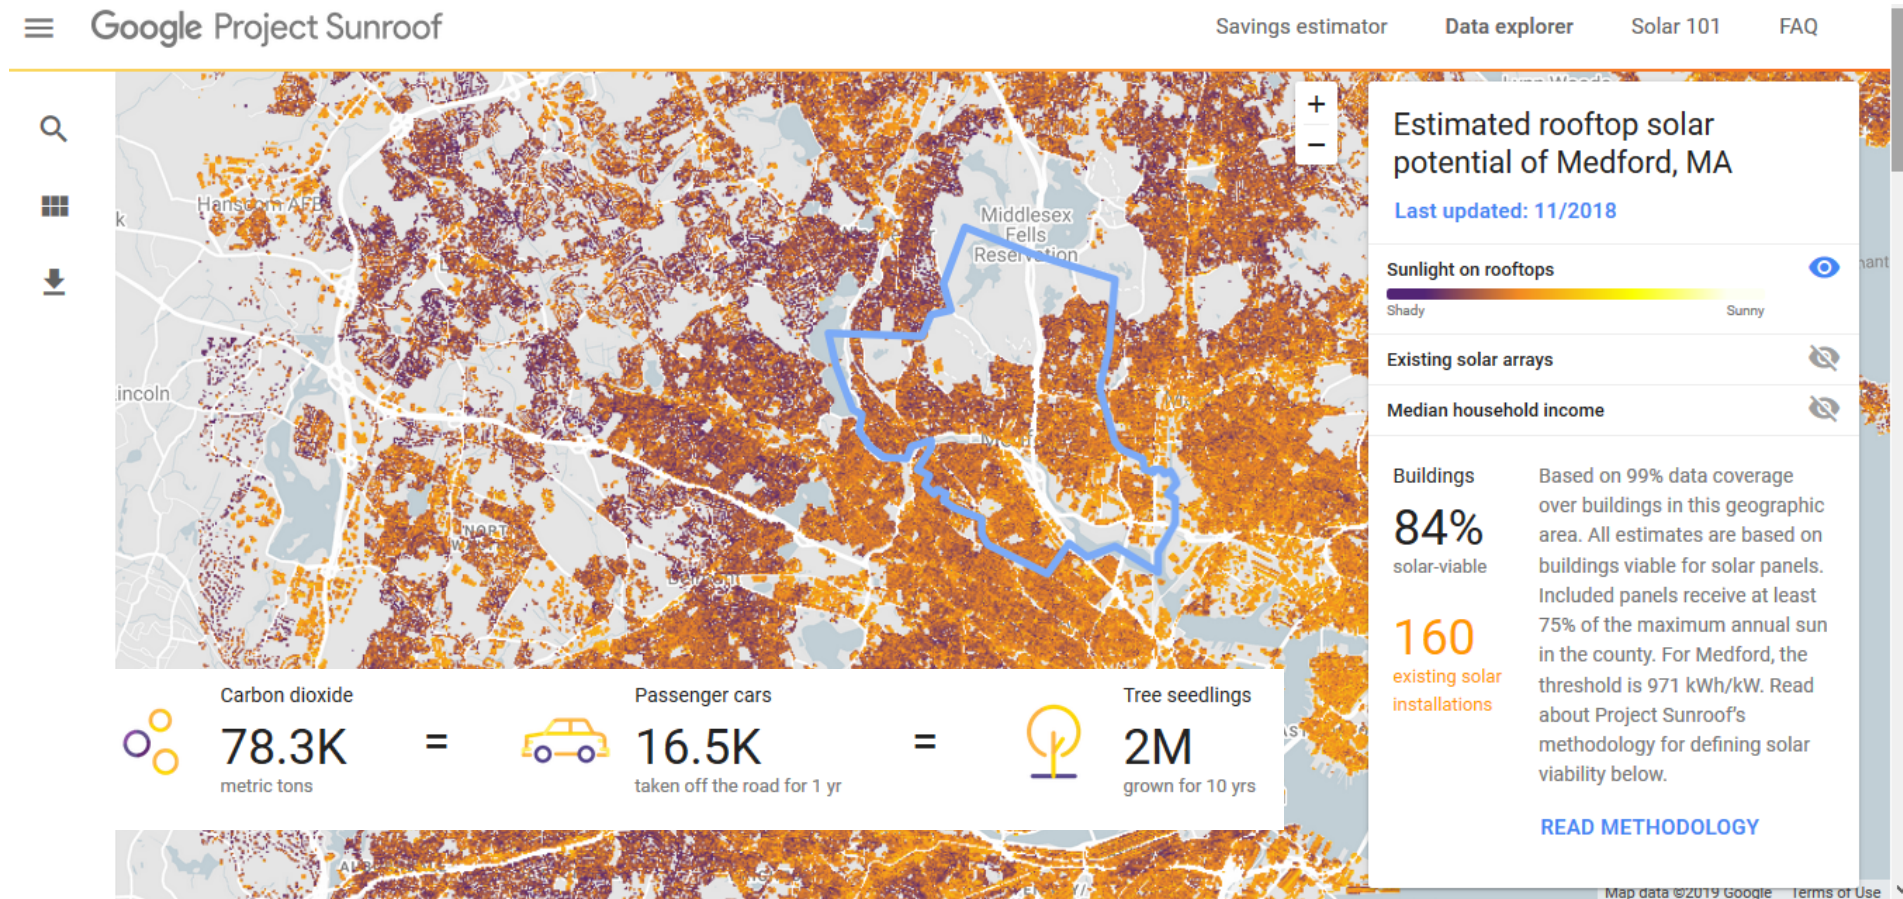 Google Project Sunroof
Savings estimator
Data explorer
Solar 101
FAQ
Lynn Woods
+
−
Hanscom AFB
k
Middlesex
Fells
Reservation
incoln
Estimated rooftop solar
potential of Medford, MA
Last updated: 11/2018
Sunlight on rooftops
Shady
Sunny
Existing solar arrays
Median household income
Buildings
84%
solar-viable
160
existing solar
installations
Based on 99% data coverage
over buildings in this geographic
area. All estimates are based on
buildings viable for solar panels.
Included panels receive at least
75% of the maximum annual sun
in the county. For Medford, the
threshold is 971 kWh/kW. Read
about Project Sunroof's
methodology for defining solar
viability below.
READ METHODOLOGY
Carbon dioxide
78.3K
metric tons
=
Passenger cars
16.5K
taken off the road for 1 yr
=
Tree seedlings
2M
grown for 10 yrs
Belmont
hant
Map data ©2019 Google
Terms of Use